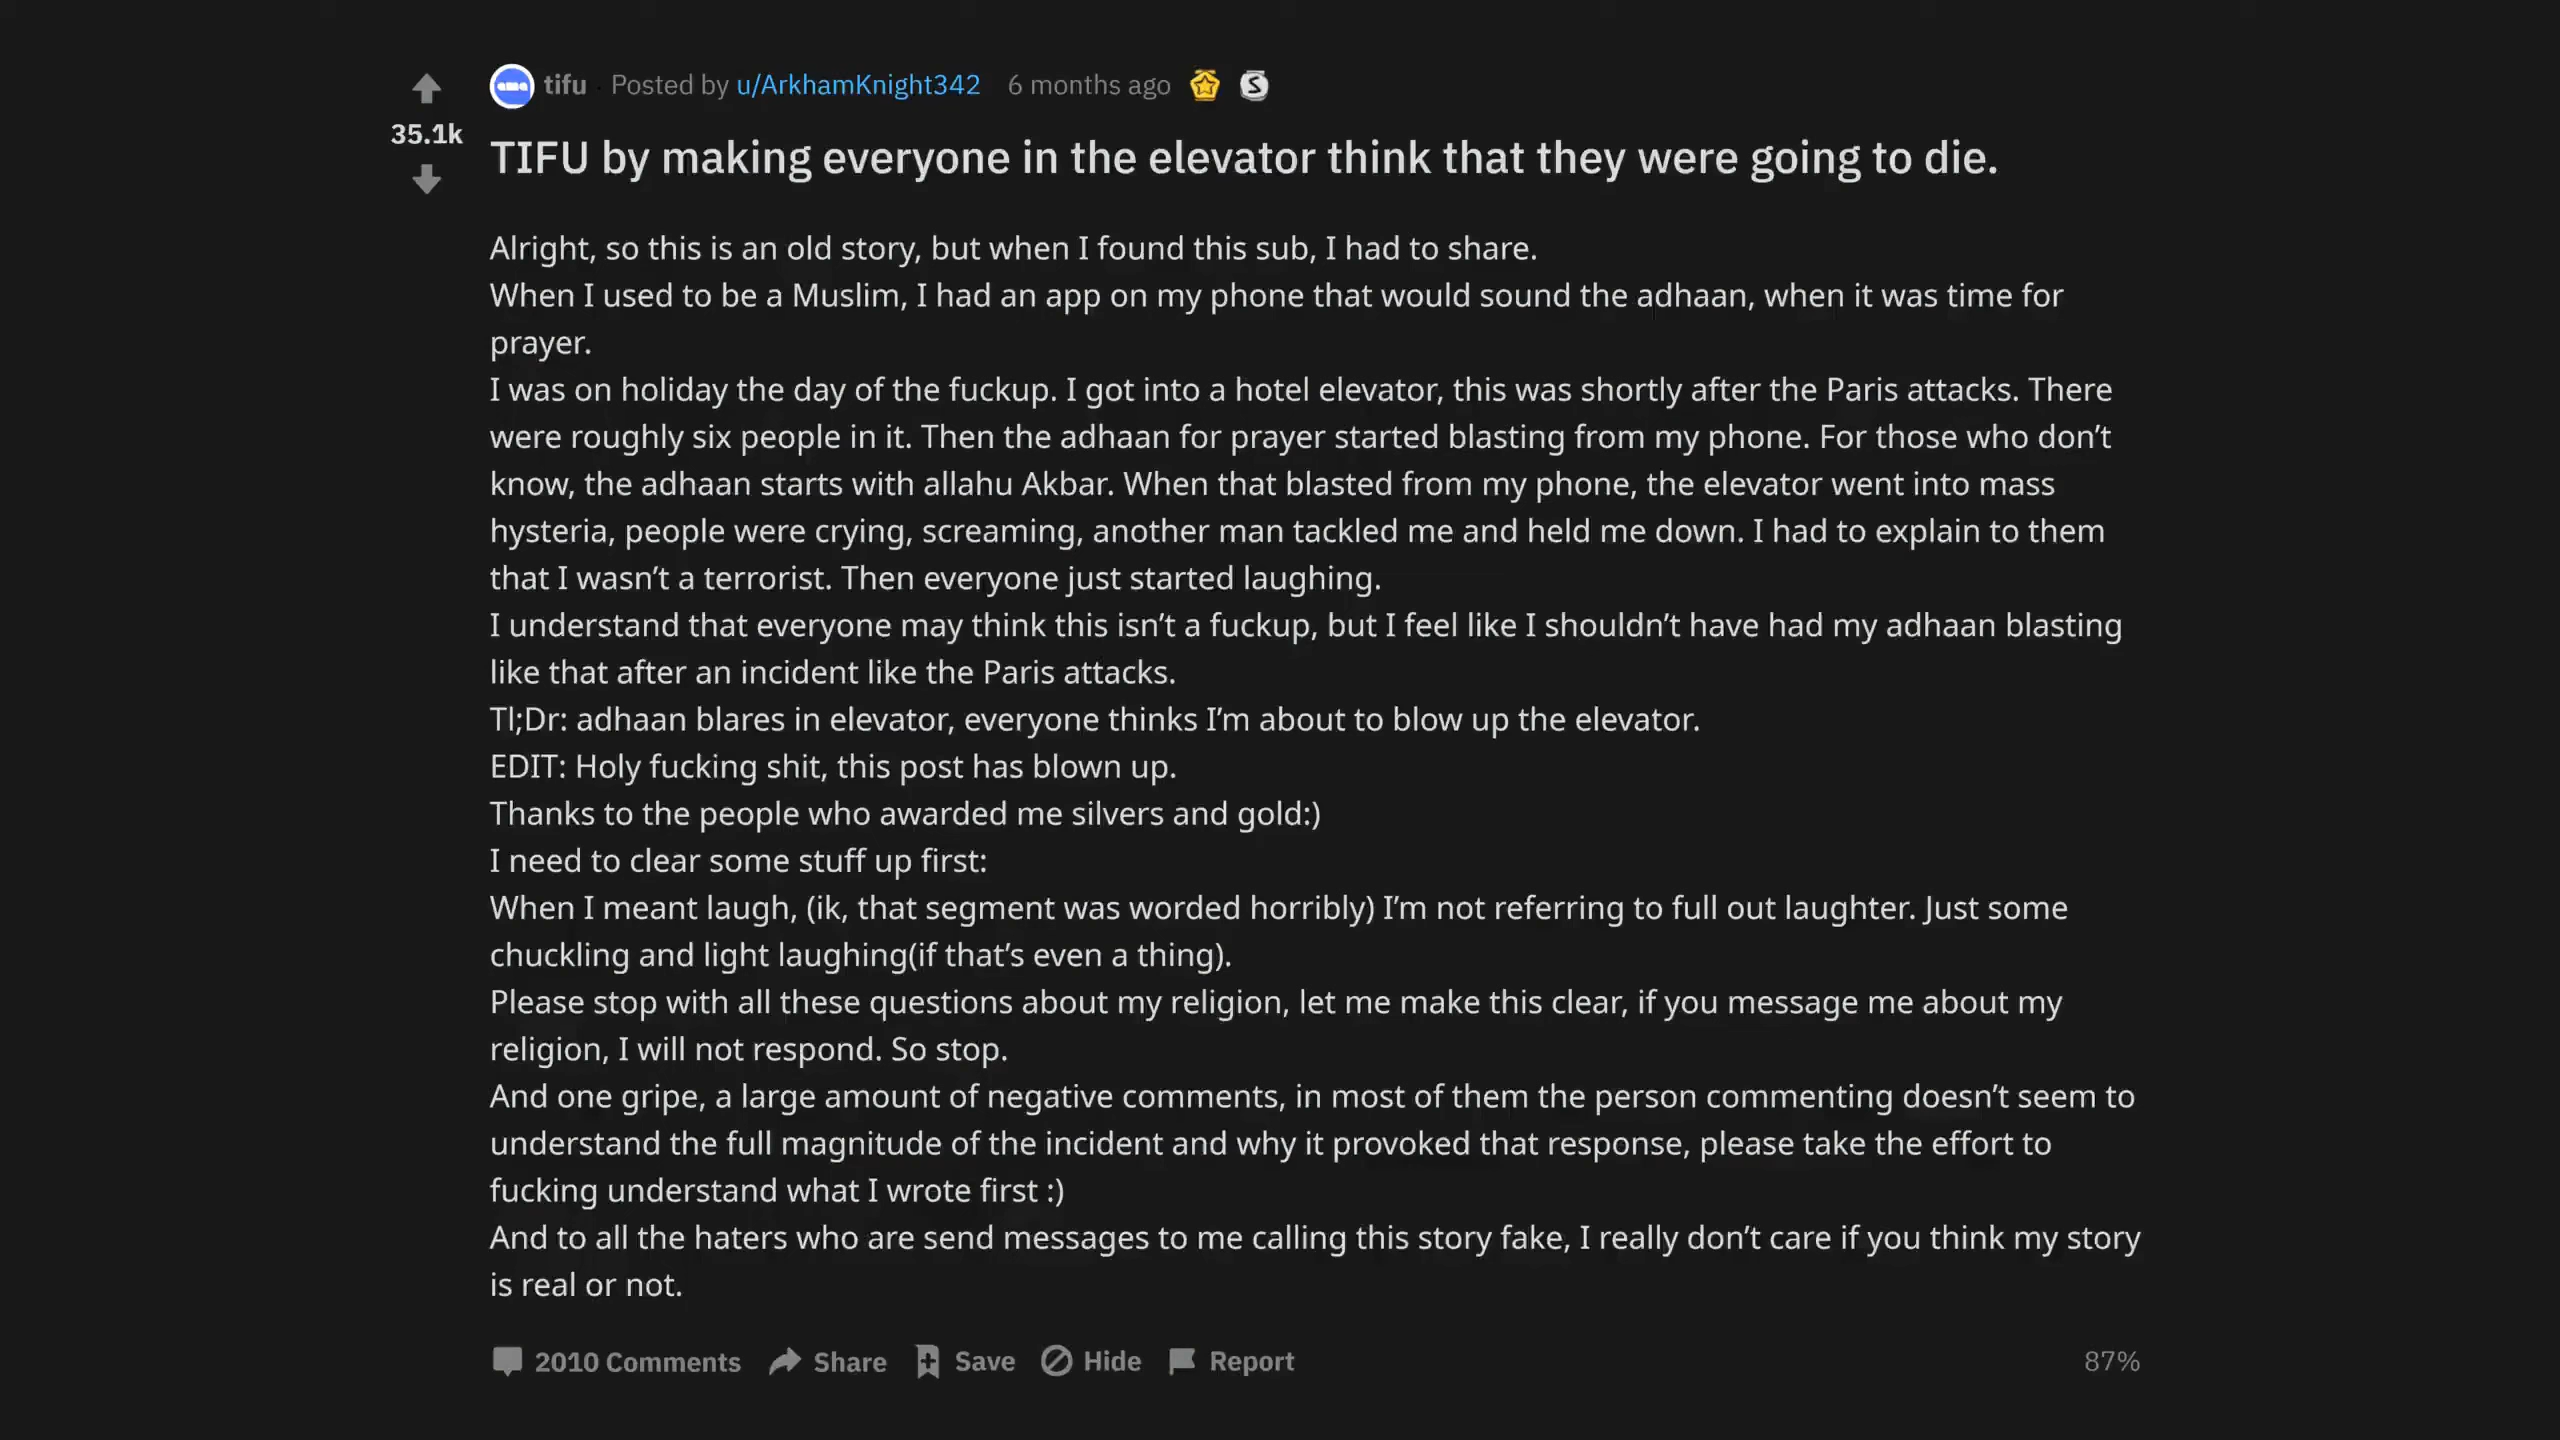 tifu · Posted by u/ArkhamKnight342 6 months ago
35.1k
TIFU by making everyone in the elevator think that they were going to die.
Alright, so this is an old story, but when I found this sub, I had to share.
When I used to be a Muslim, I had an app on my phone that would sound the adhaan, when it was time for
prayer.
I was on holiday the day of the fuckup. I got into a hotel elevator, this was shortly after the Paris attacks. There
were roughly six people in it. Then the adhaan for prayer started blasting from my phone. For those who don’t
know, the adhaan starts with allahu Akbar. When that blasted from my phone, the elevator went into mass
hysteria, people were crying, screaming, another man tackled me and held me down. I had to explain to them
that I wasn’t a terrorist. Then everyone just started laughing.
I understand that everyone may think this isn’t a fuckup, but I feel like I shouldn’t have had my adhaan blasting
like that after an incident like the Paris attacks.
Tl;Dr: adhaan blares in elevator, everyone thinks I’m about to blow up the elevator.
EDIT: Holy fucking shit, this post has blown up.
Thanks to the people who awarded me silvers and gold:)
I need to clear some stuff up first:
When I meant laugh, (ik, that segment was worded horribly) I’m not referring to full out laughter. Just some
chuckling and light laughing(if that’s even a thing).
Please stop with all these questions about my religion, let me make this clear, if you message me about my
religion, I will not respond. So stop.
And one gripe, a large amount of negative comments, in most of them the person commenting doesn’t seem to
understand the full magnitude of the incident and why it provoked that response, please take the effort to
fucking understand what I wrote first :)
And to all the haters who are send messages to me calling this story fake, I really don’t care if you think my story
is real or not.
2010 Comments Share Save Hide Report 87%